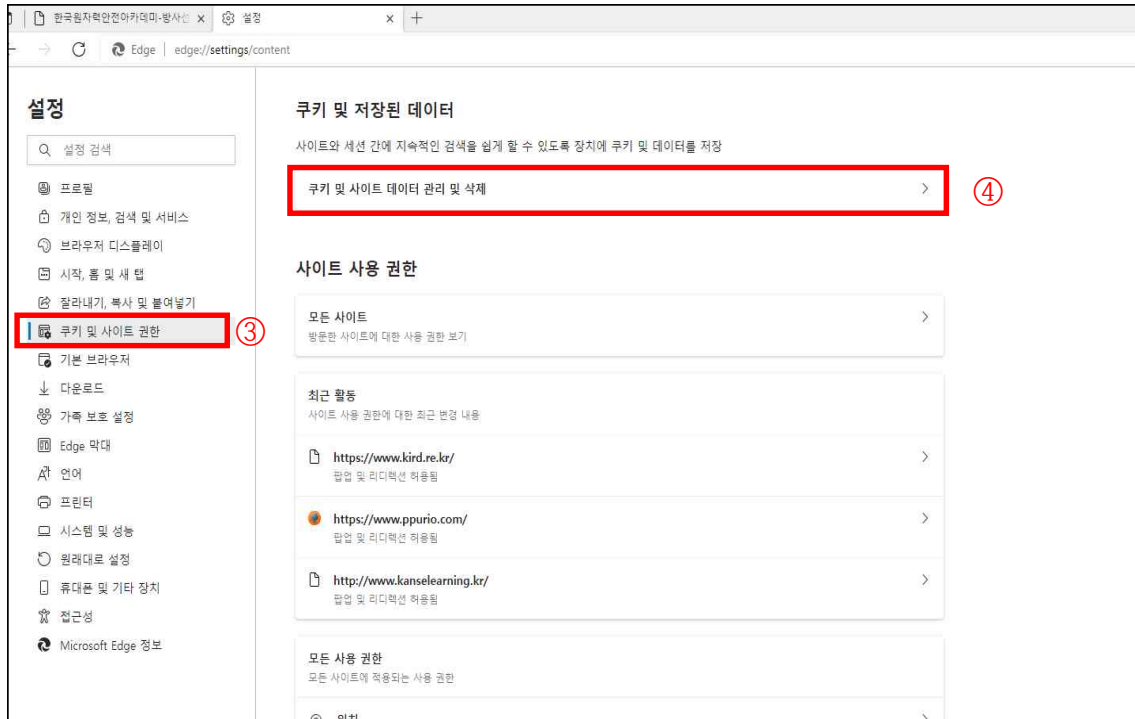 한국원자력안전아카데미-방사선
설정
Edge
edge://settings/content
설정
설정 검색
프로필
개인 정보, 검색 및 서비스
브라우저 디스플레이
시작, 홈 및 새 탭
잘라내기, 복사 및 붙여넣기
쿠키 및 사이트 권한
③
기본 브라우저
다운로드
가족 보호 설정
Edge 막대
언어
프린터
시스템 및 성능
원래대로 설정
휴대폰 및 기타 장치
접근성
Microsoft Edge 정보
쿠키 및 저장된 데이터
사이트와 세션 간에 지속적인 검색을 쉽게 할 수 있도록 장치에 쿠키 및 데이터를 저장
쿠키 및 사이트 데이터 관리 및 삭제
④
사이트 사용 권한
모든 사이트
방문한 사이트에 대한 사용 권한 보기
최근 활동
사이트 사용 권한에 대한 최근 변경 내용
https://www.kird.re.kr/
팝업 및 리디렉션 허용됨
https://www.ppurio.com/
팝업 및 리디렉션 허용됨
http://www.kanselearning.kr/
팝업 및 리디렉션 허용됨
모든 사용 권한
모든 사이트에 적용되는 사용 권한
위치